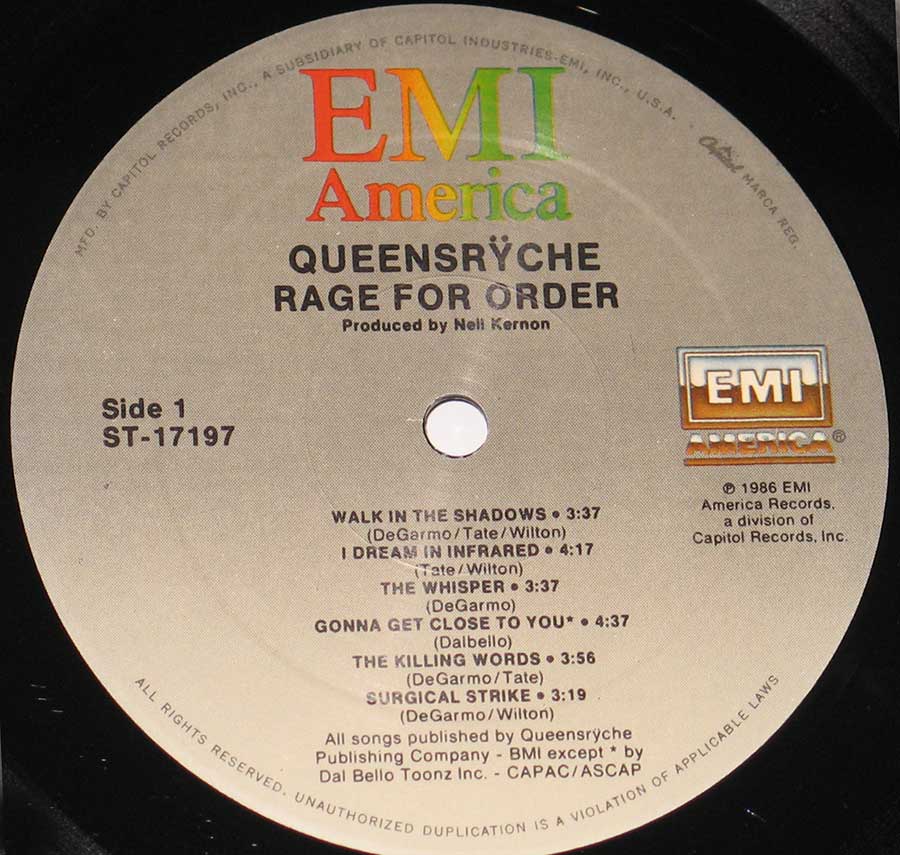 MFD. BY CAPITOL RECORDS, INC., A SUBSIDIARY OF CAPITOL INDUSTRIES-EMI, INC., U.S.A. · Capitol MARCA REG.
EMI
America
QUEENSRŸCHE
RAGE FOR ORDER
Produced by Neil Kernon
Side 1
ST-17197
EMI
AMERICA®
℗ 1986 EMI
America Records,
a division of
Capitol Records, Inc.
WALK IN THE SHADOWS • 3:37
(DeGarmo/Tate/Wilton)
I DREAM IN INFRARED • 4:17
(Tate/Wilton)
THE WHISPER • 3:37
(DeGarmo)
GONNA GET CLOSE TO YOU* • 4:37
(Dalbello)
THE KILLING WORDS • 3:56
(DeGarmo/Tate)
SURGICAL STRIKE • 3:19
(DeGarmo/Wilton)
All songs published by Queensrÿche
Publishing Company - BMI except * by
Dal Bello Toonz Inc. - CAPAC/ASCAP
ALL RIGHTS RESERVED. UNAUTHORIZED DUPLICATION IS A VIOLATION OF APPLICABLE LAWS